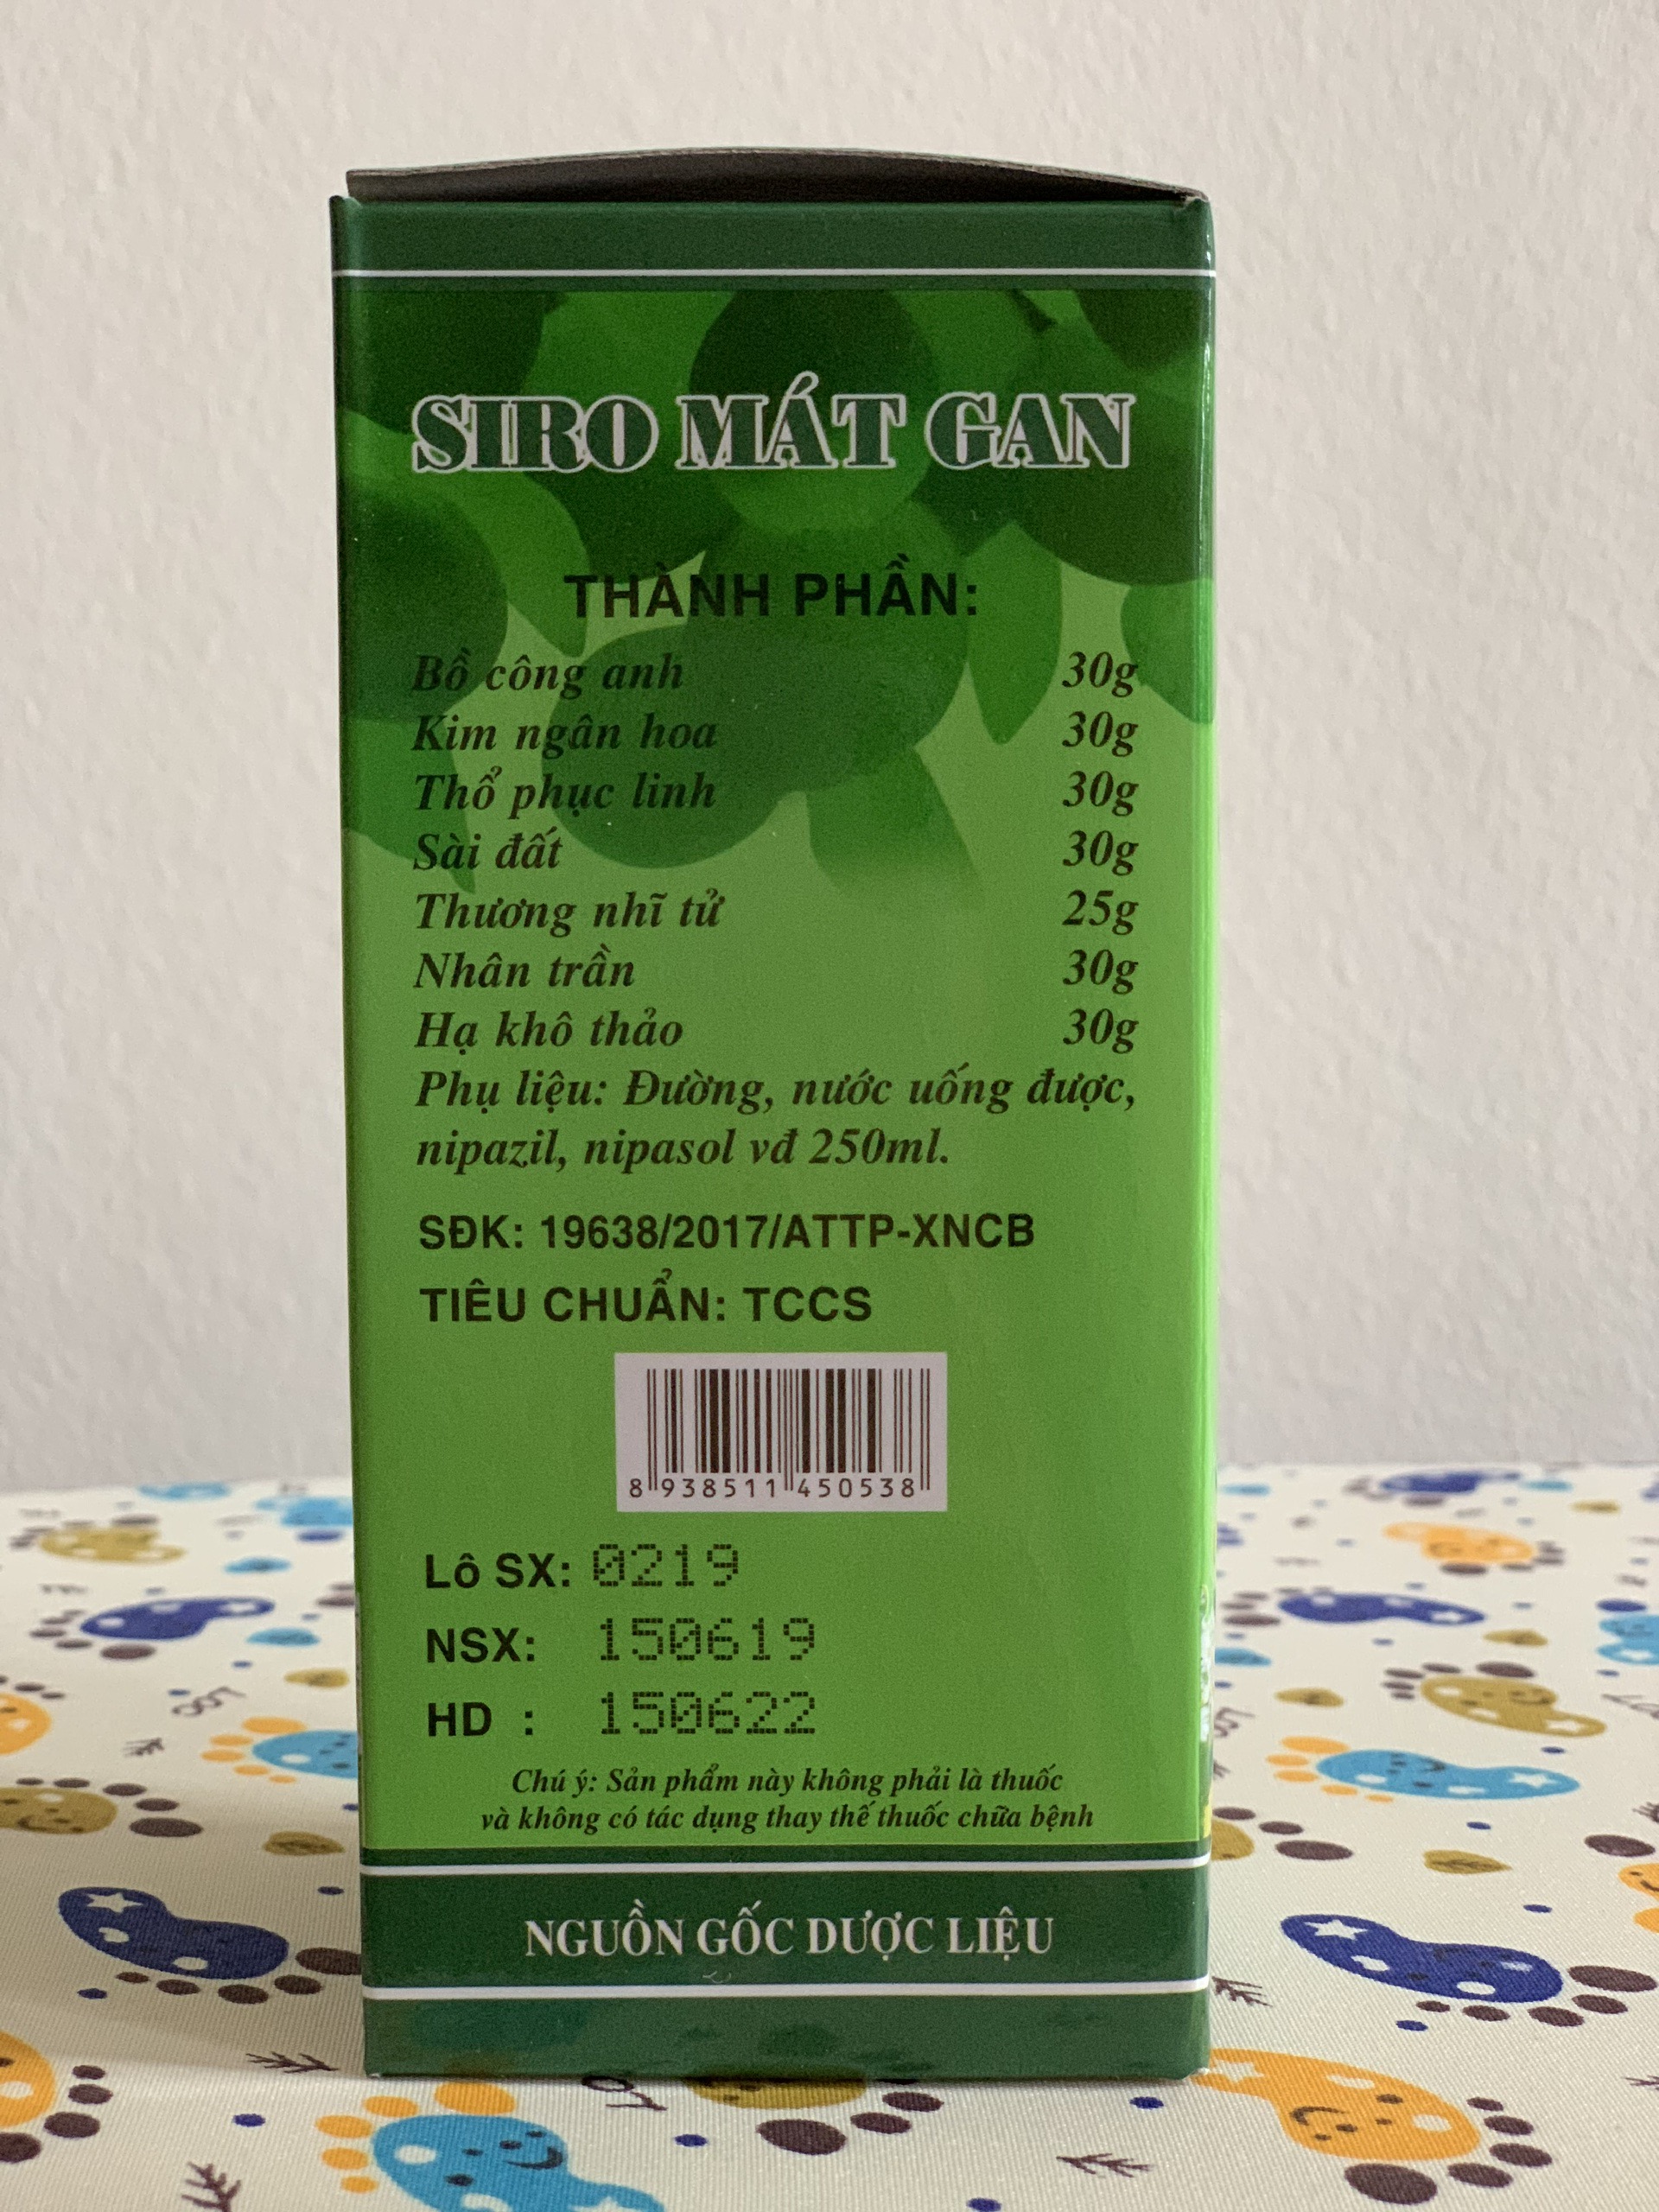 SIRO MÁT GAN
THÀNH PHẦN:
Bồ công anh 30g
Kim ngân hoa 30g
Thổ phục linh 30g
Sài đất 30g
Thương nhĩ tử 25g
Nhân trần 30g
Hạ khô thảo 30g
Phụ liệu: Đường, nước uống được,
nipazil, nipasol vđ 250ml.
SĐK: 19638/2017/ATTP-XNCB
TIÊU CHUẨN: TCCS
8 938511 450538
Lô SX: 0219
NSX: 150619
HD : 150622
Chú ý: Sản phẩm này không phải là thuốc
và không có tác dụng thay thế thuốc chữa bệnh
NGUỒN GỐC DƯỢC LIỆU